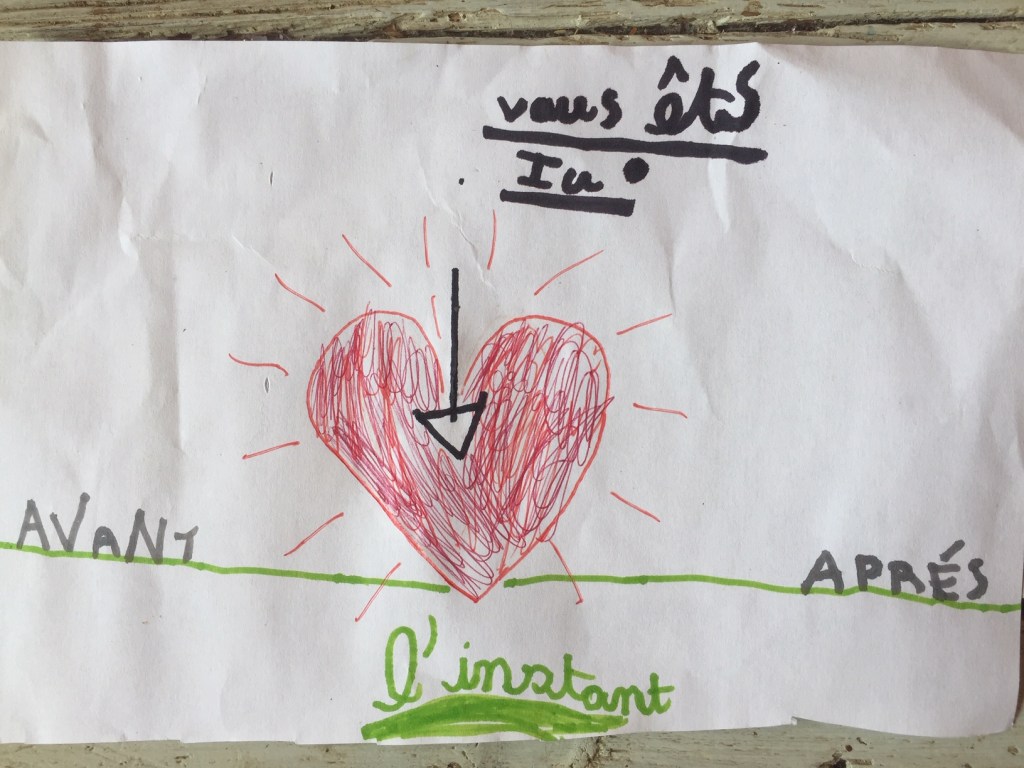 vous êts
Ici
AVANT
APRÉS
l'instant